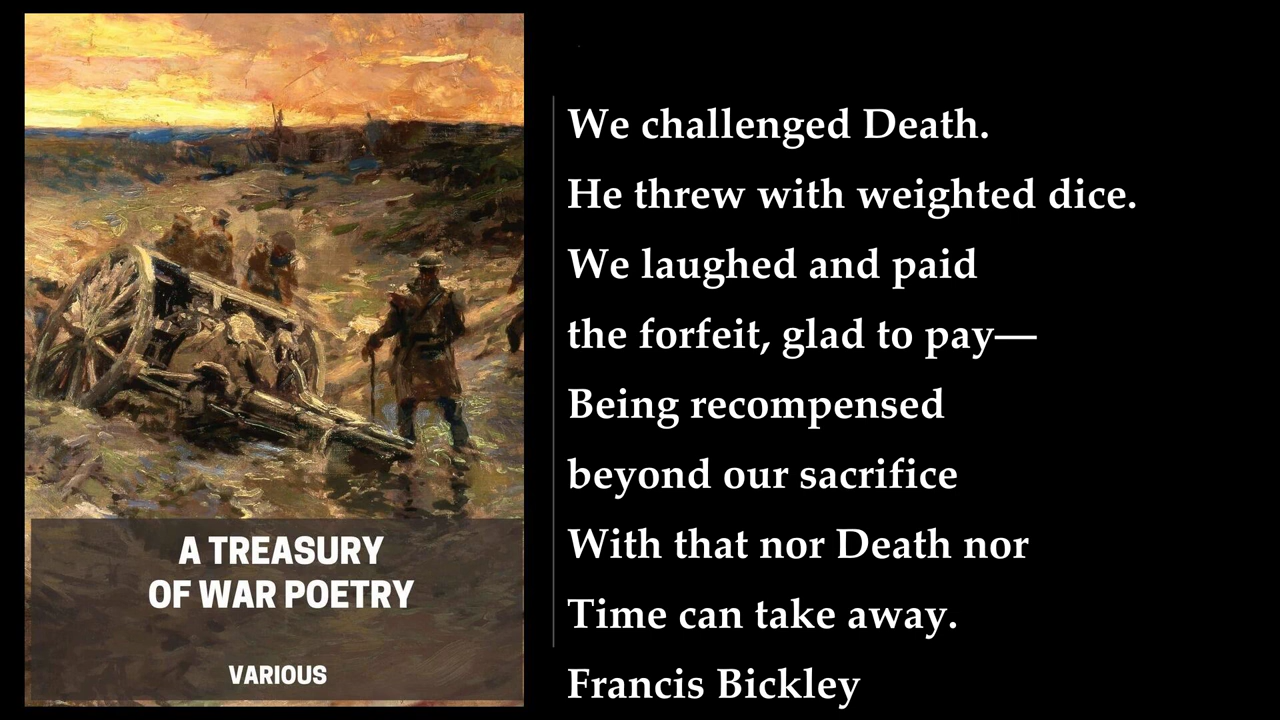 A TREASURY
OF WAR POETRY
VARIOUS
We challenged Death.
He threw with weighted dice.
We laughed and paid
the forfeit, glad to pay—
Being recompensed
beyond our sacrifice
With that nor Death nor
Time can take away.
Francis Bickley